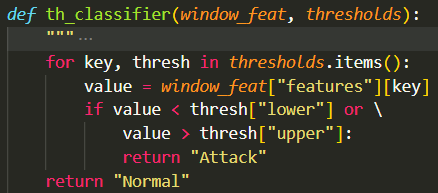 def th_classifier(window_feat, thresholds):
    """...
    for key, thresh in thresholds.items():
        value = window_feat["features"][key]
        if value < thresh["lower"] or \
            value > thresh["upper"]:
            return "Attack"
    return "Normal"